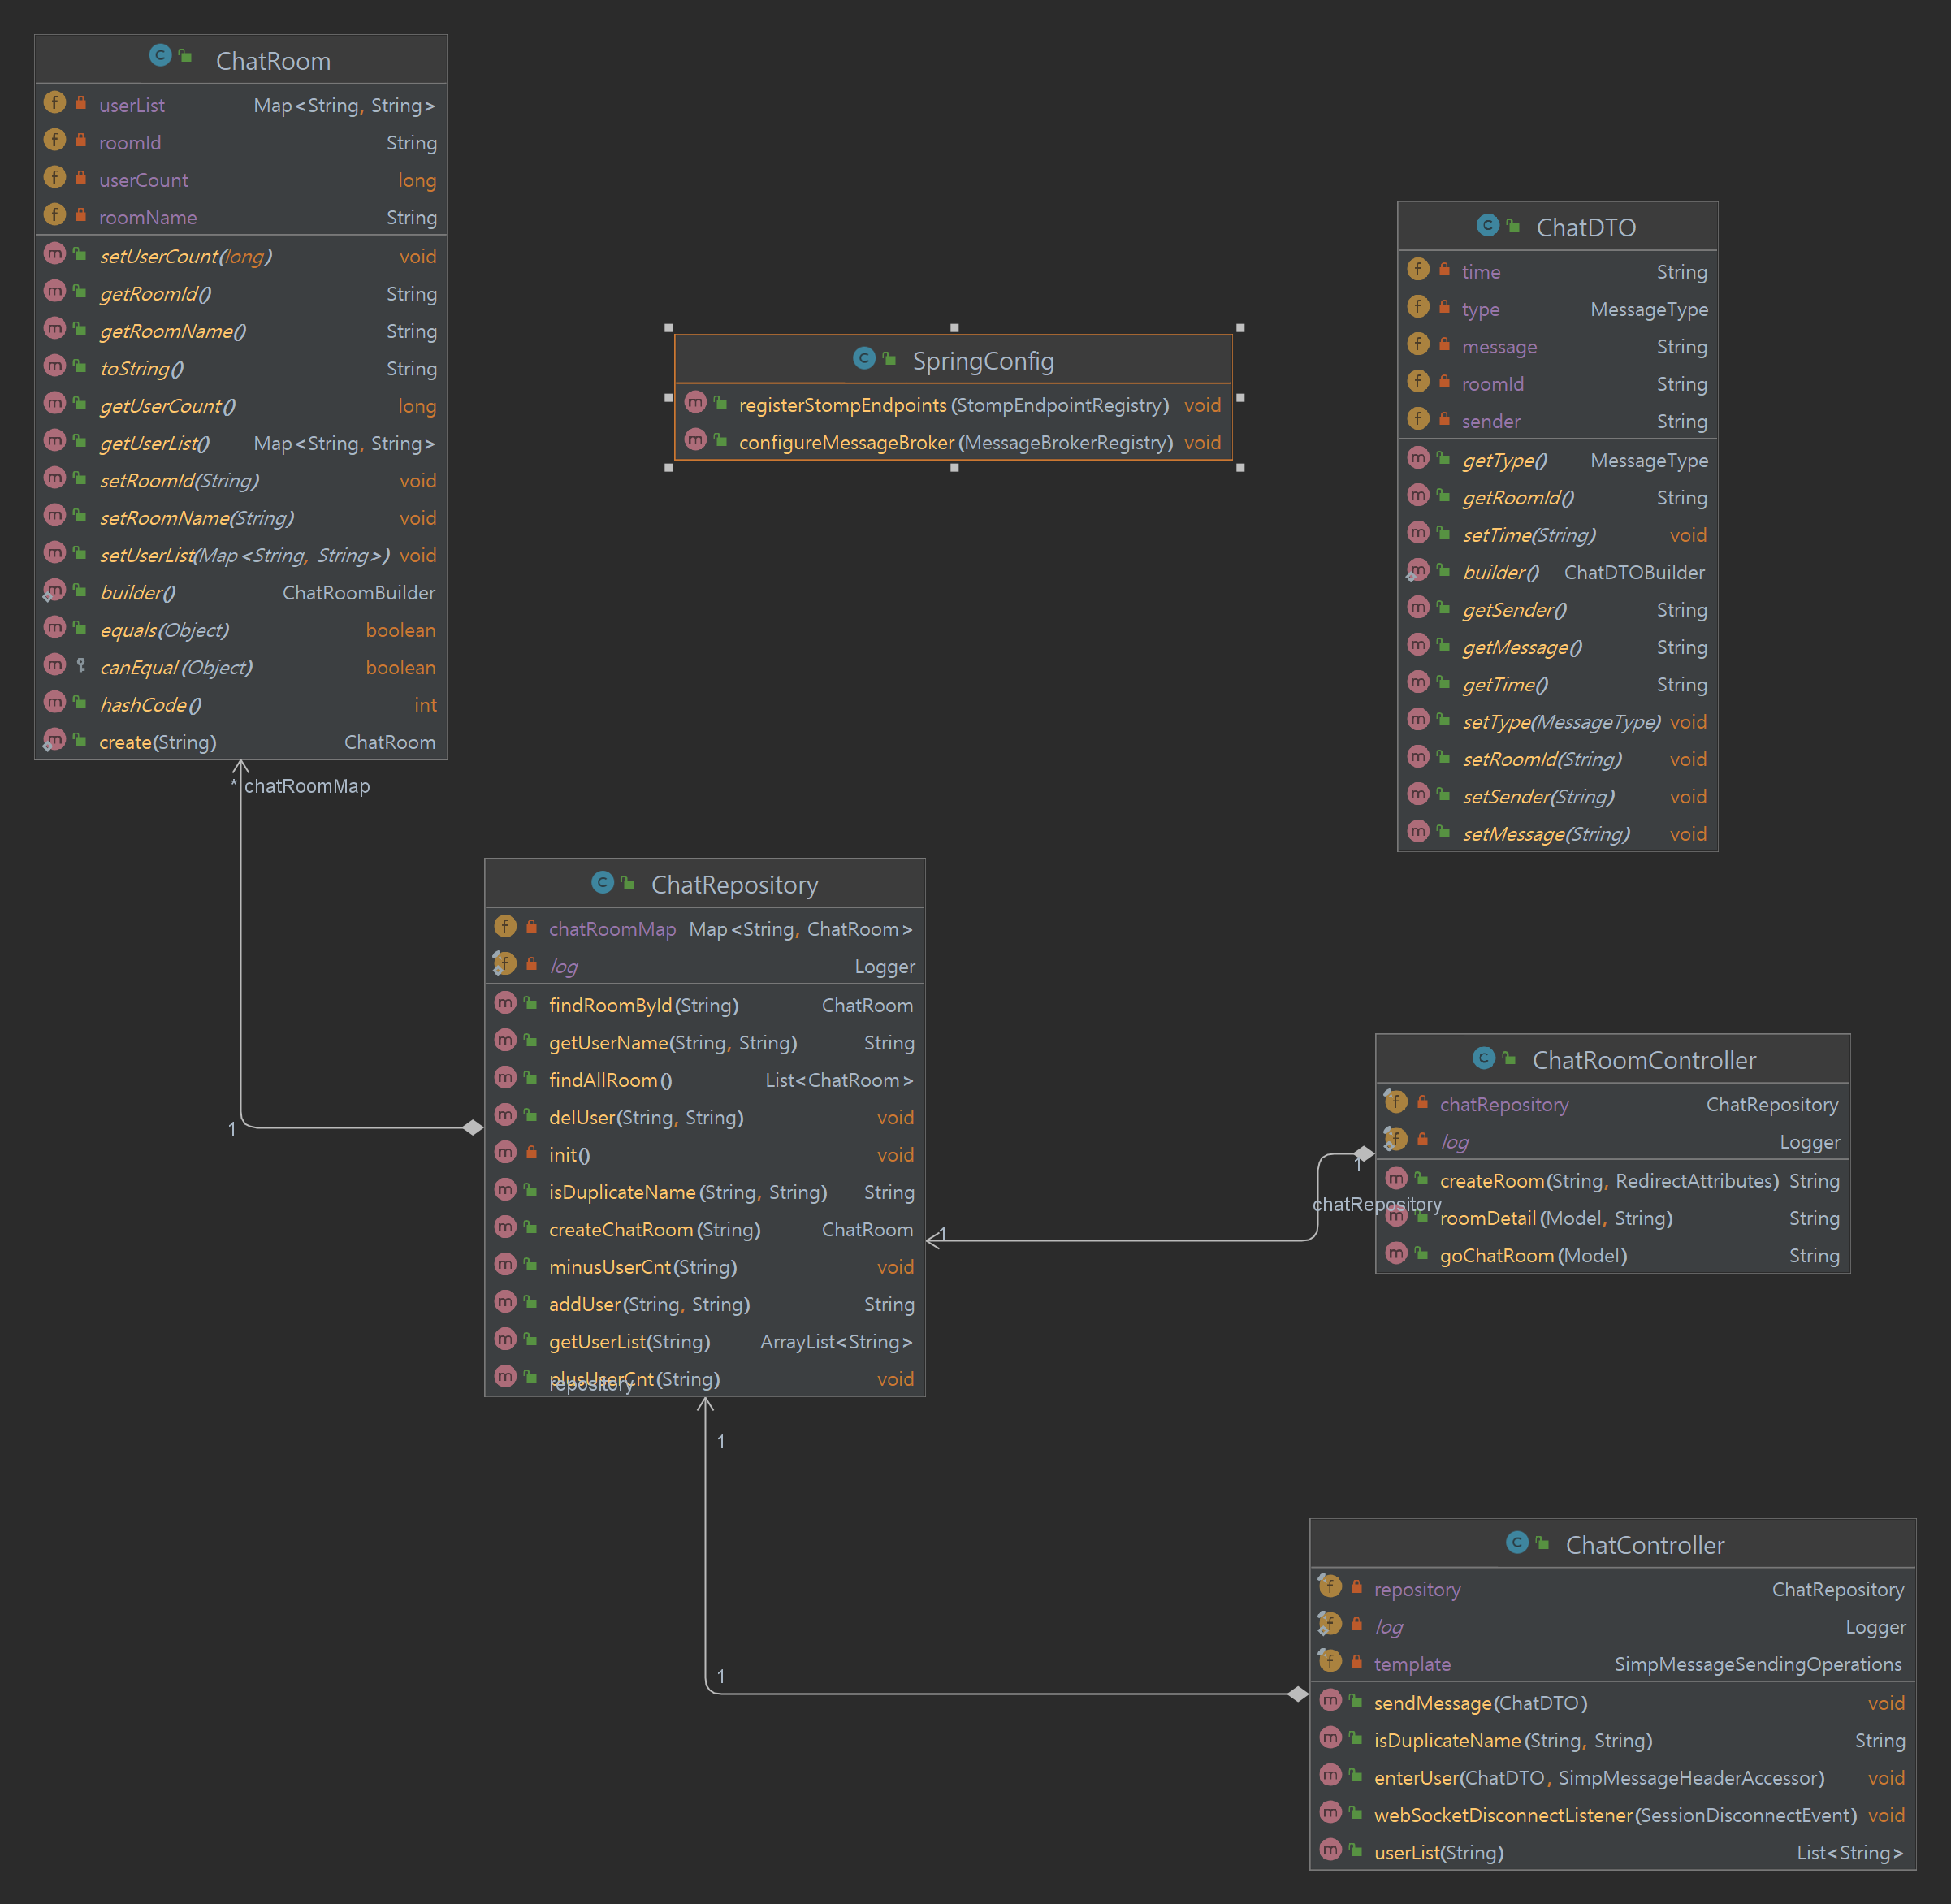 ChatRoom
userList Map<String, String>
roomId String
userCount long
roomName String
setUserCount(long) void
getRoomId() String
getRoomName() String
toString() String
getUserCount() long
getUserList() Map<String, String>
setRoomId(String) void
setRoomName(String) void
setUserList(Map<String, String>) void
builder() ChatRoomBuilder
equals(Object) boolean
canEqual(Object) boolean
hashCode() int
create(String) ChatRoom
* chatRoomMap
1
SpringConfig
registerStompEndpoints(StompEndpointRegistry) void
configureMessageBroker(MessageBrokerRegistry) void
ChatDTO
time String
type MessageType
message String
roomId String
sender String
getType() MessageType
getRoomId() String
setTime(String) void
builder() ChatDTOBuilder
getSender() String
getMessage() String
getTime() String
setType(MessageType) void
setRoomId(String) void
setSender(String) void
setMessage(String) void
ChatRepository
chatRoomMap Map<String, ChatRoom>
log Logger
findRoomById(String) ChatRoom
getUserName(String, String) String
findAllRoom() List<ChatRoom>
delUser(String, String) void
init() void
isDuplicateName(String, String) String
createChatRoom(String) ChatRoom
minusUserCnt(String) void
addUser(String, String) String
getUserList(String) ArrayList<String>
plusUserCnt(String) void
repository
1
1
1
1
chatRepository
ChatRoomController
chatRepository ChatRepository
log Logger
createRoom(String, RedirectAttributes) String
roomDetail(Model, String) String
goChatRoom(Model) String
ChatController
repository ChatRepository
log Logger
template SimpMessageSendingOperations
sendMessage(ChatDTO) void
isDuplicateName(String, String) String
enterUser(ChatDTO, SimpMessageHeaderAccessor) void
webSocketDisconnectListener(SessionDisconnectEvent) void
userList(String) List<String>